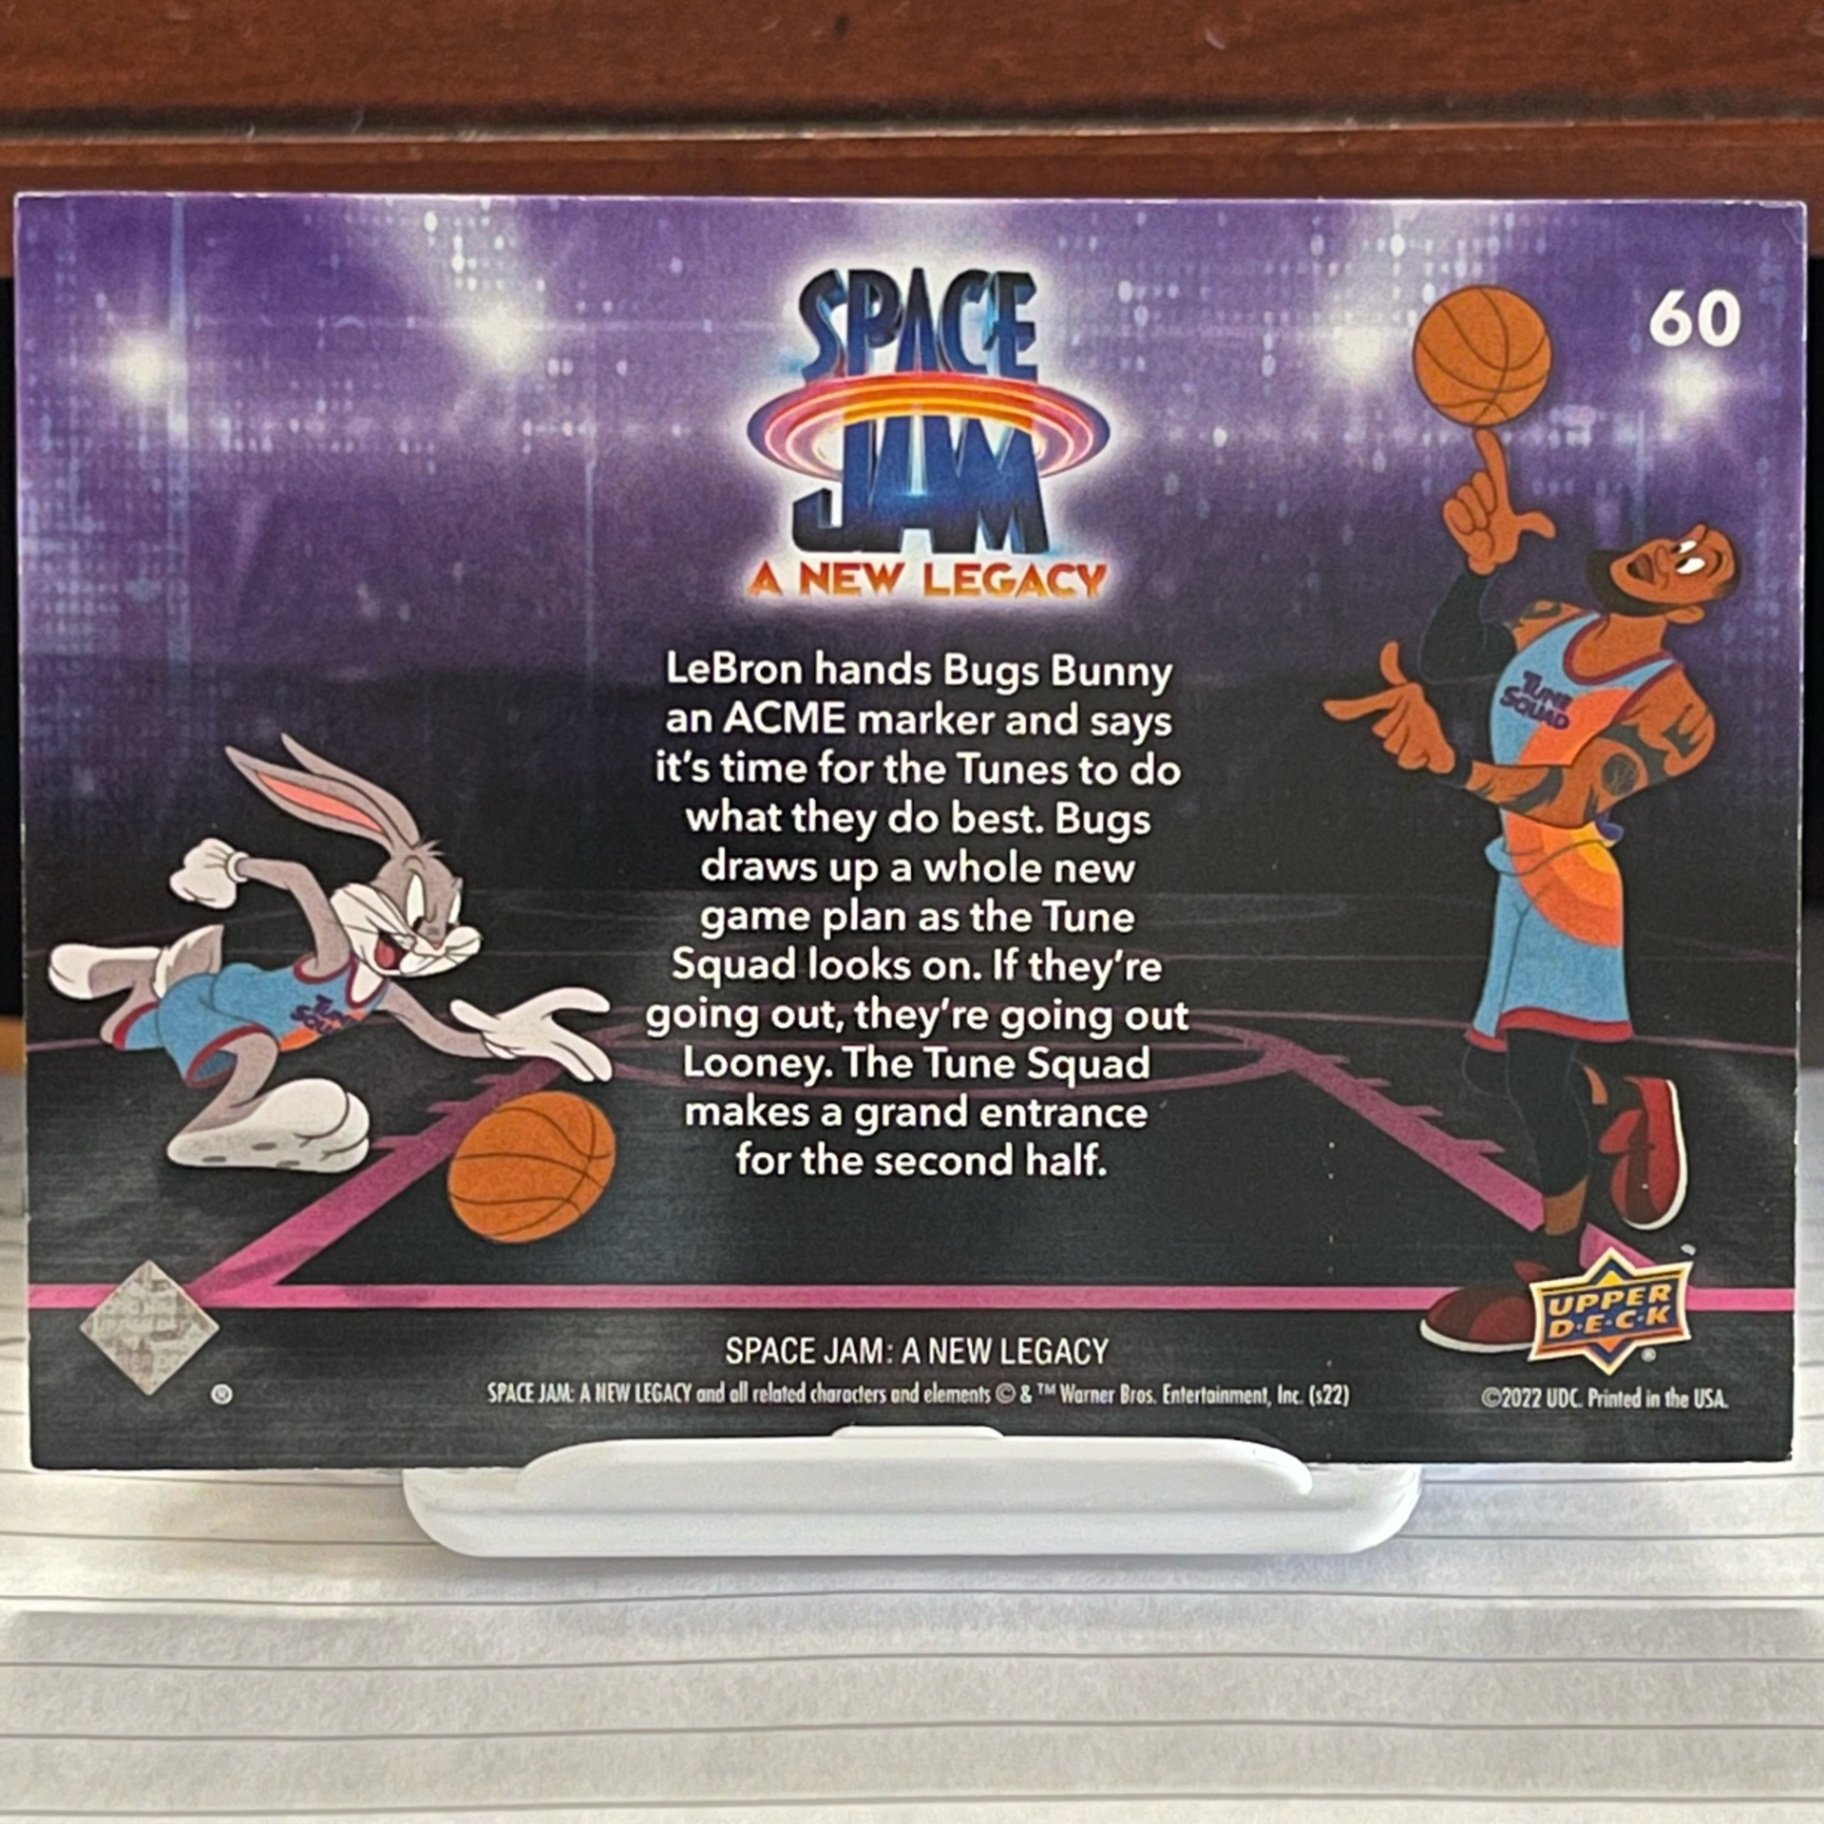 SPACE
JAM
A NEW LEGACY
60
TUNE
SQUAD
LeBron hands Bugs Bunny
an ACME marker and says
it's time for the Tunes to do
what they do best. Bugs
draws up a whole new
game plan as the Tune
Squad looks on. If they're
going out, they're going out
Looney. The Tune Squad
makes a grand entrance
for the second half.
UPPER
D·E·C·K
®
®
SPACE JAM: A NEW LEGACY
SPACE JAM: A NEW LEGACY and all related characters and elements © & ™ Warner Bros. Entertainment, Inc. (s22)
©2022 UDC. Printed in the USA.